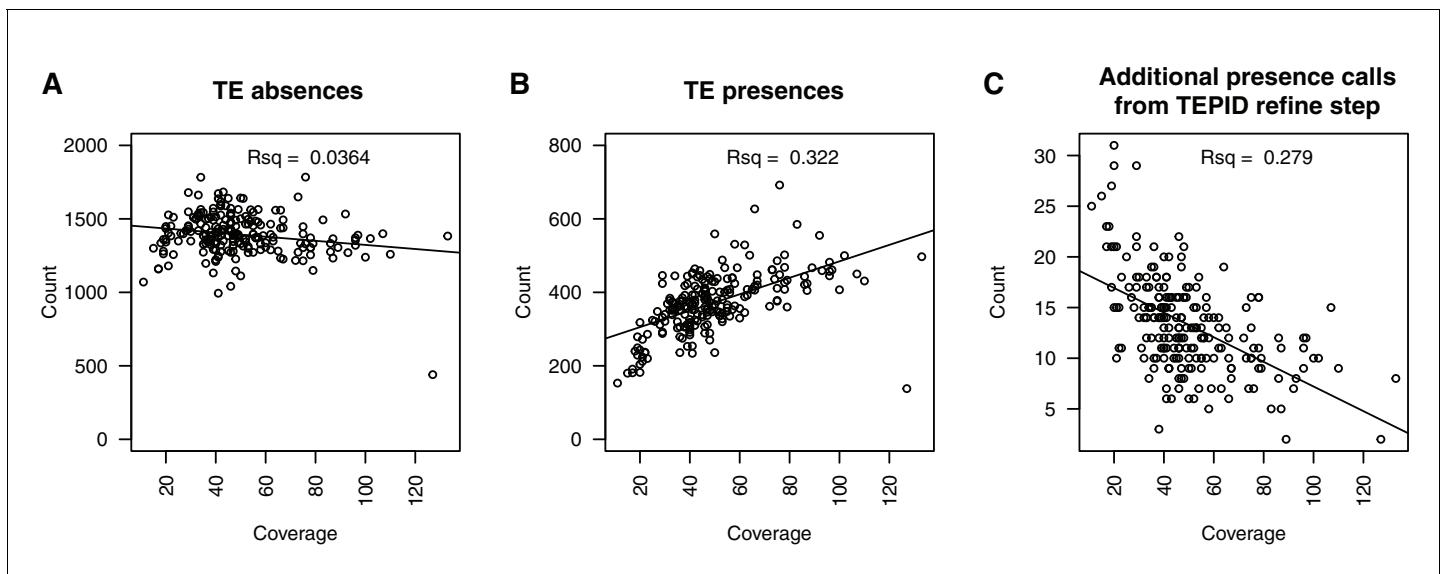 A
TE absences
2000
1500
1000
500
0
Rsq = 0.0364
Count
20
40
60
80
100
120
Coverage
B
TE presences
800
600
400
200
0
Rsq = 0.322
Count
20
40
60
80
100
120
Coverage
C
Additional presence calls
from TEPID refine step
30
25
20
15
10
5
Rsq = 0.279
Count
20
40
60
80
100
120
Coverage